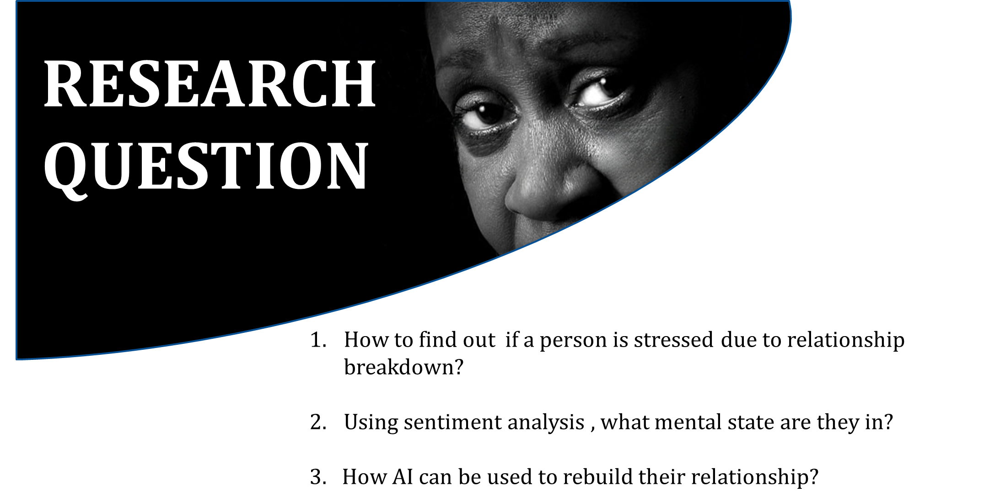 RESEARCH
QUESTION
1. How to find out  if a person is stressed due to relationship
breakdown?
2. Using sentiment analysis , what mental state are they in?
3. How AI can be used to rebuild their relationship?